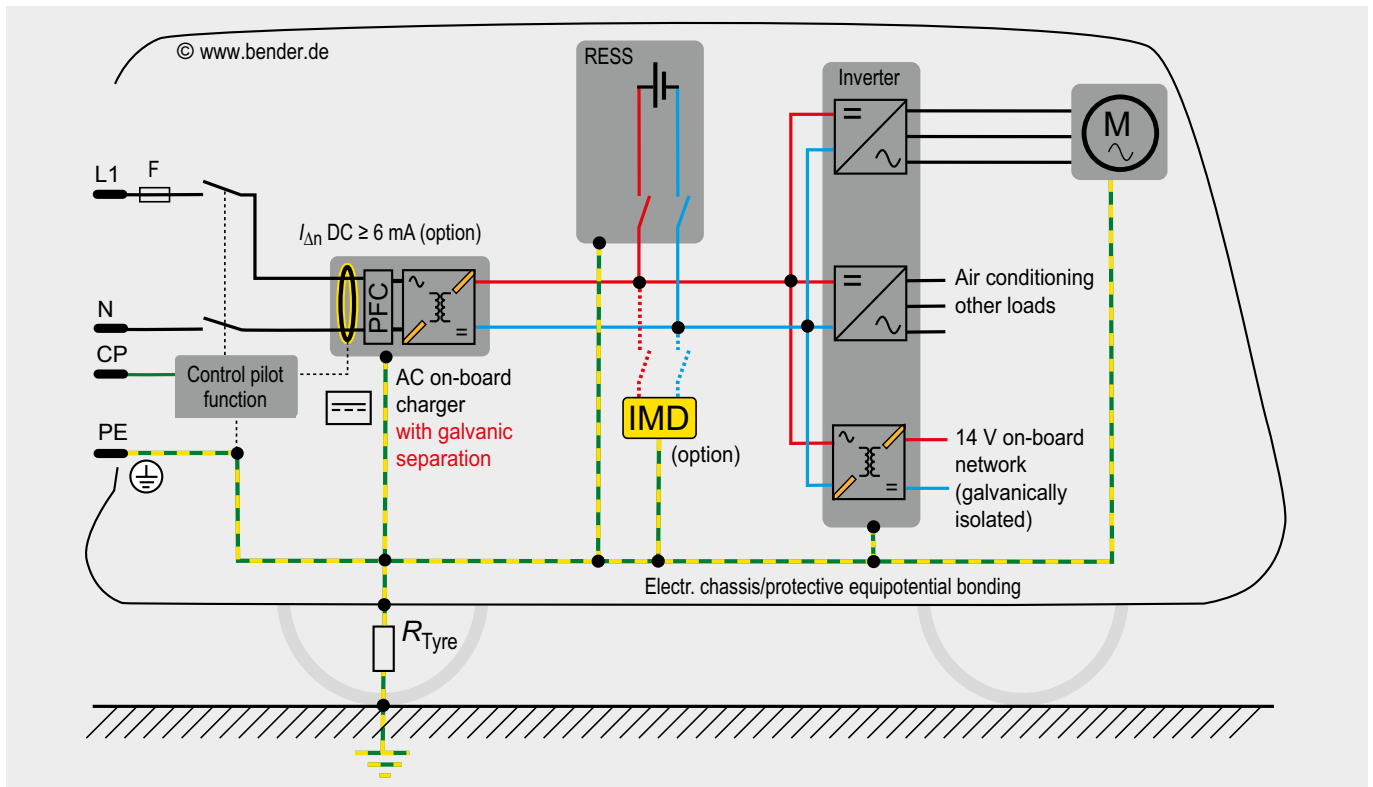 © www.bender.de
RESS
Inverter
M
L1
F
I∆n DC ≥ 6 mA (option)
PFC
Air conditioning
other loads
N
CP
Control pilot
function
AC on-board
charger
with galvanic
separation
IMD
(option)
14 V on-board
network
(galvanically
isolated)
PE
Electr. chassis/protective equipotential bonding
RTyre